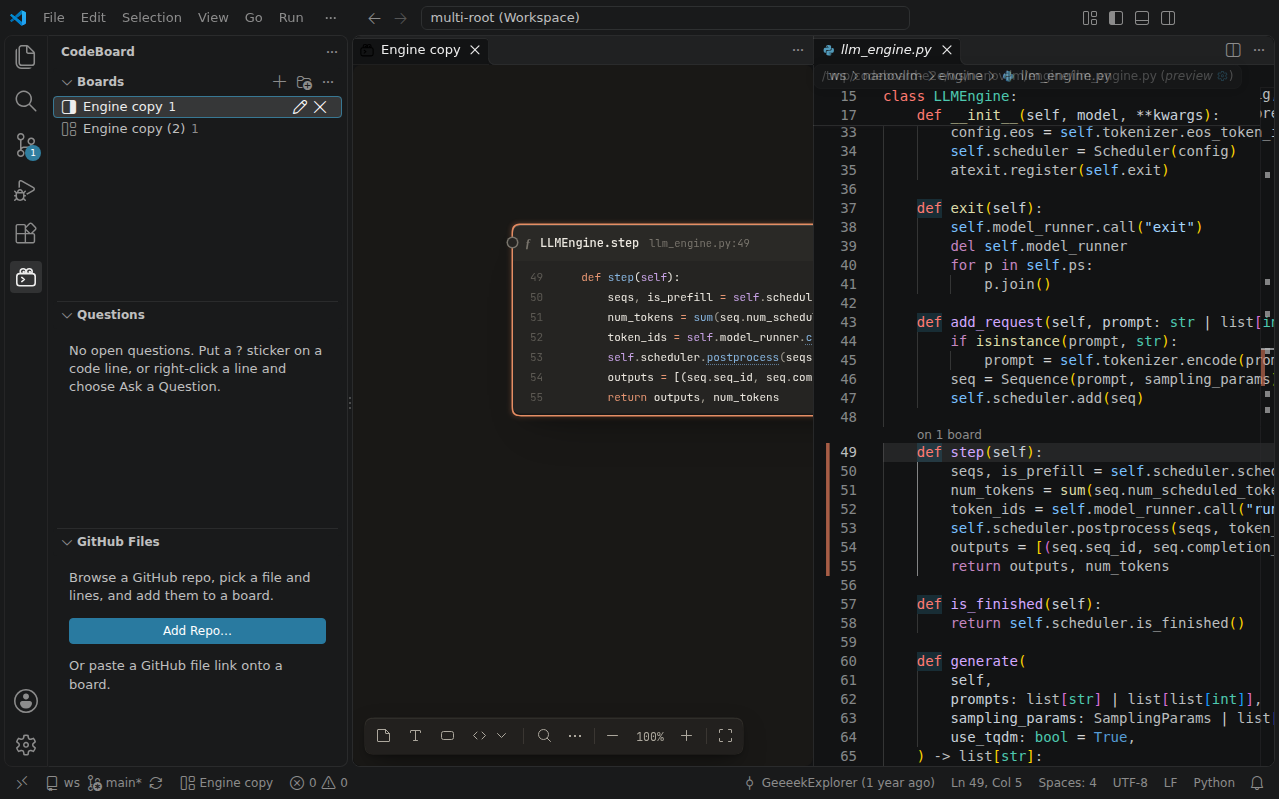 File Edit Selection View Go Run ···
multi-root (Workspace)
CodeBoard
Boards
Engine copy 1
Engine copy (2) 1
1
Questions
No open questions. Put a ? sticker on a
code line, or right-click a line and
choose Ask a Question.
GitHub Files
Browse a GitHub repo, pick a file and
lines, and add them to a board.
Add Repo...
Or paste a GitHub file link onto a
board.
Engine copy
LLMEngine.step llm_engine.py:49
49 def step(self):
50 seqs, is_prefill = self.schedul
51 num_tokens = sum(seq.num_schedu
52 token_ids = self.model_runner.c
53 self.scheduler.postprocess(seqs
54 outputs = [(seq.seq_id, seq.com
55 return outputs, num_tokens
100%
llm_engine.py
(preview
15 class LLMEngine:
17 def __init__(self, model, **kwargs):
33 config.eos = self.tokenizer.eos_token_i
34 self.scheduler = Scheduler(config)
35 atexit.register(self.exit)
36
37 def exit(self):
38 self.model_runner.call("exit")
39 del self.model_runner
40 for p in self.ps:
41 p.join()
42
43 def add_request(self, prompt: str | list[in
44 if isinstance(prompt, str):
45 prompt = self.tokenizer.encode(prom
46 seq = Sequence(prompt, sampling_params
47 self.scheduler.add(seq)
48
on 1 board
49 def step(self):
50 seqs, is_prefill = self.scheduler.sched
51 num_tokens = sum(seq.num_scheduled_toke
52 token_ids = self.model_runner.call("run
53 self.scheduler.postprocess(seqs, token_
54 outputs = [(seq.seq_id, seq.completion_
55 return outputs, num_tokens
56
57 def is_finished(self):
58 return self.scheduler.is_finished()
59
60 def generate(
61 self,
62 prompts: list[str] | list[list[int]],
63 sampling_params: SamplingParams | list
64 use_tqdm: bool = True,
65 ) -> list[str]:
ws main* Engine copy 0 0 GeeeekExplorer (1 year ago) Ln 49, Col 5 Spaces: 4 UTF-8 LF Python